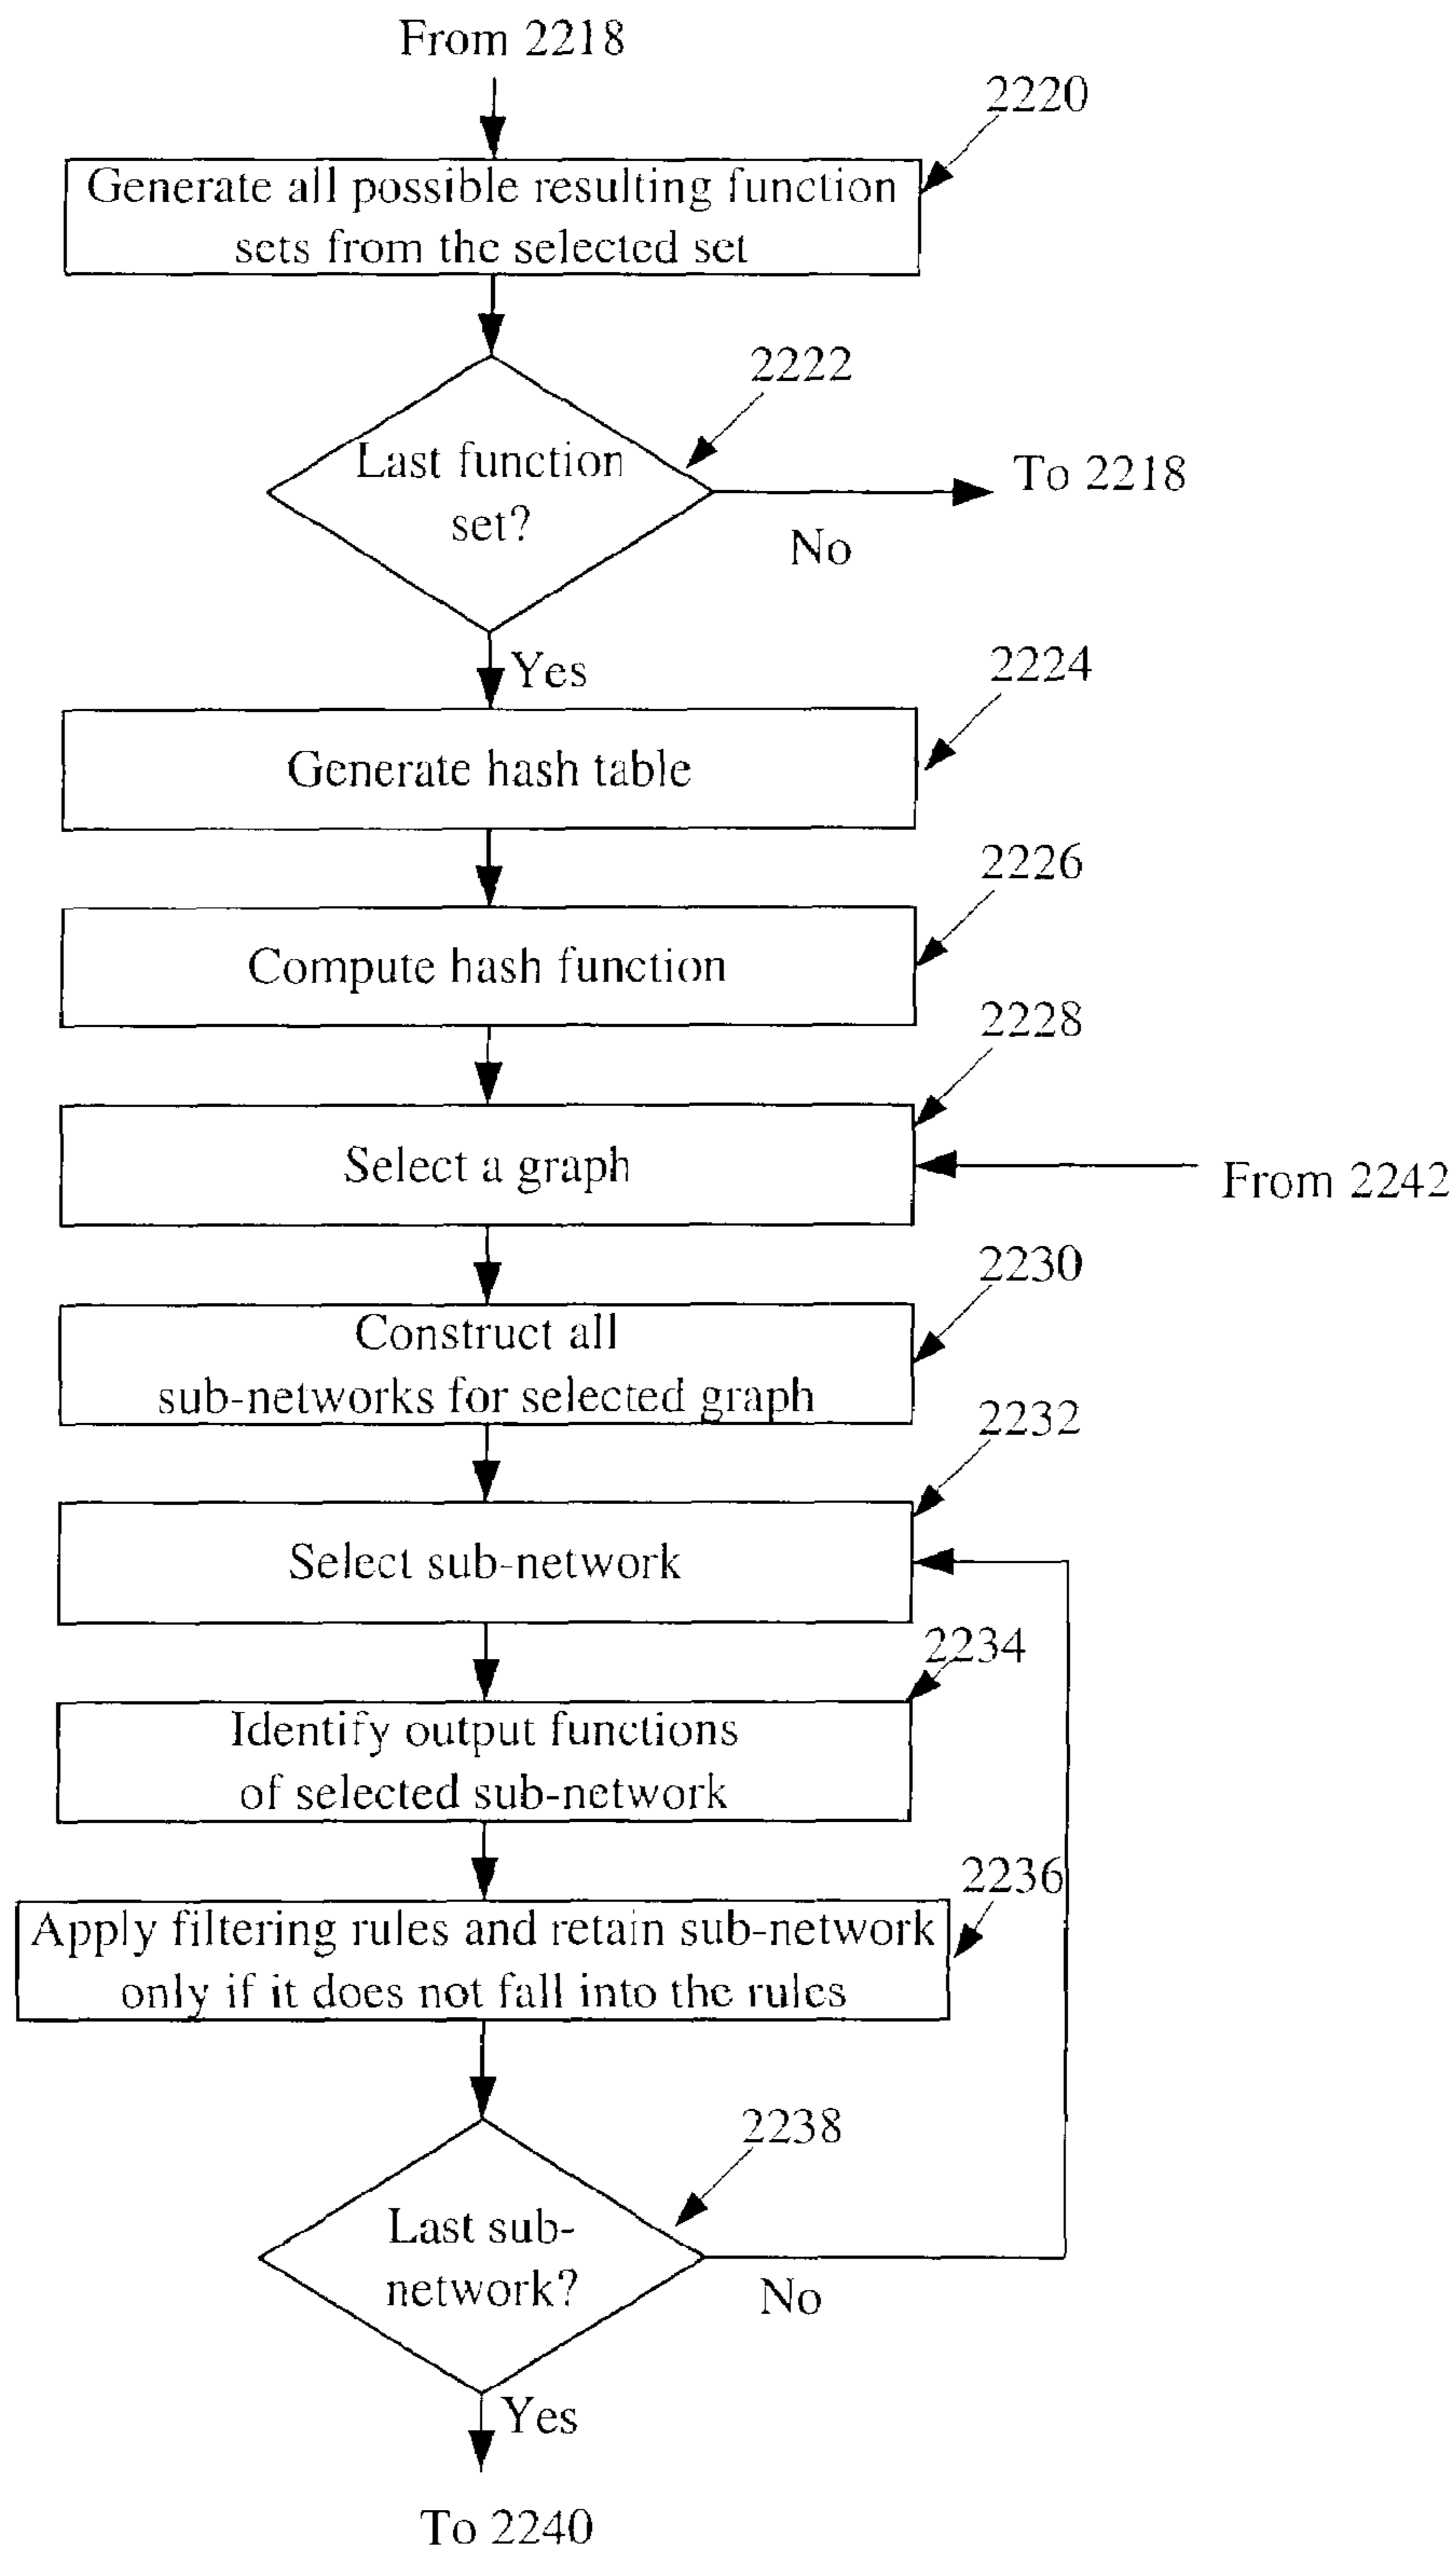 From 2218
2220
Generate all possible resulting function
sets from the selected set
2222
Last function
set?
To 2218
No
Yes
2224
Generate hash table
2226
Compute hash function
2228
Select a graph
From 2242
2230
Construct all
sub-networks for selected graph
2232
Select sub-network
2234
Identify output functions
of selected sub-network
2236
Apply filtering rules and retain sub-network
only if it does not fall into the rules
2238
Last sub-
network?
No
Yes
To 2240